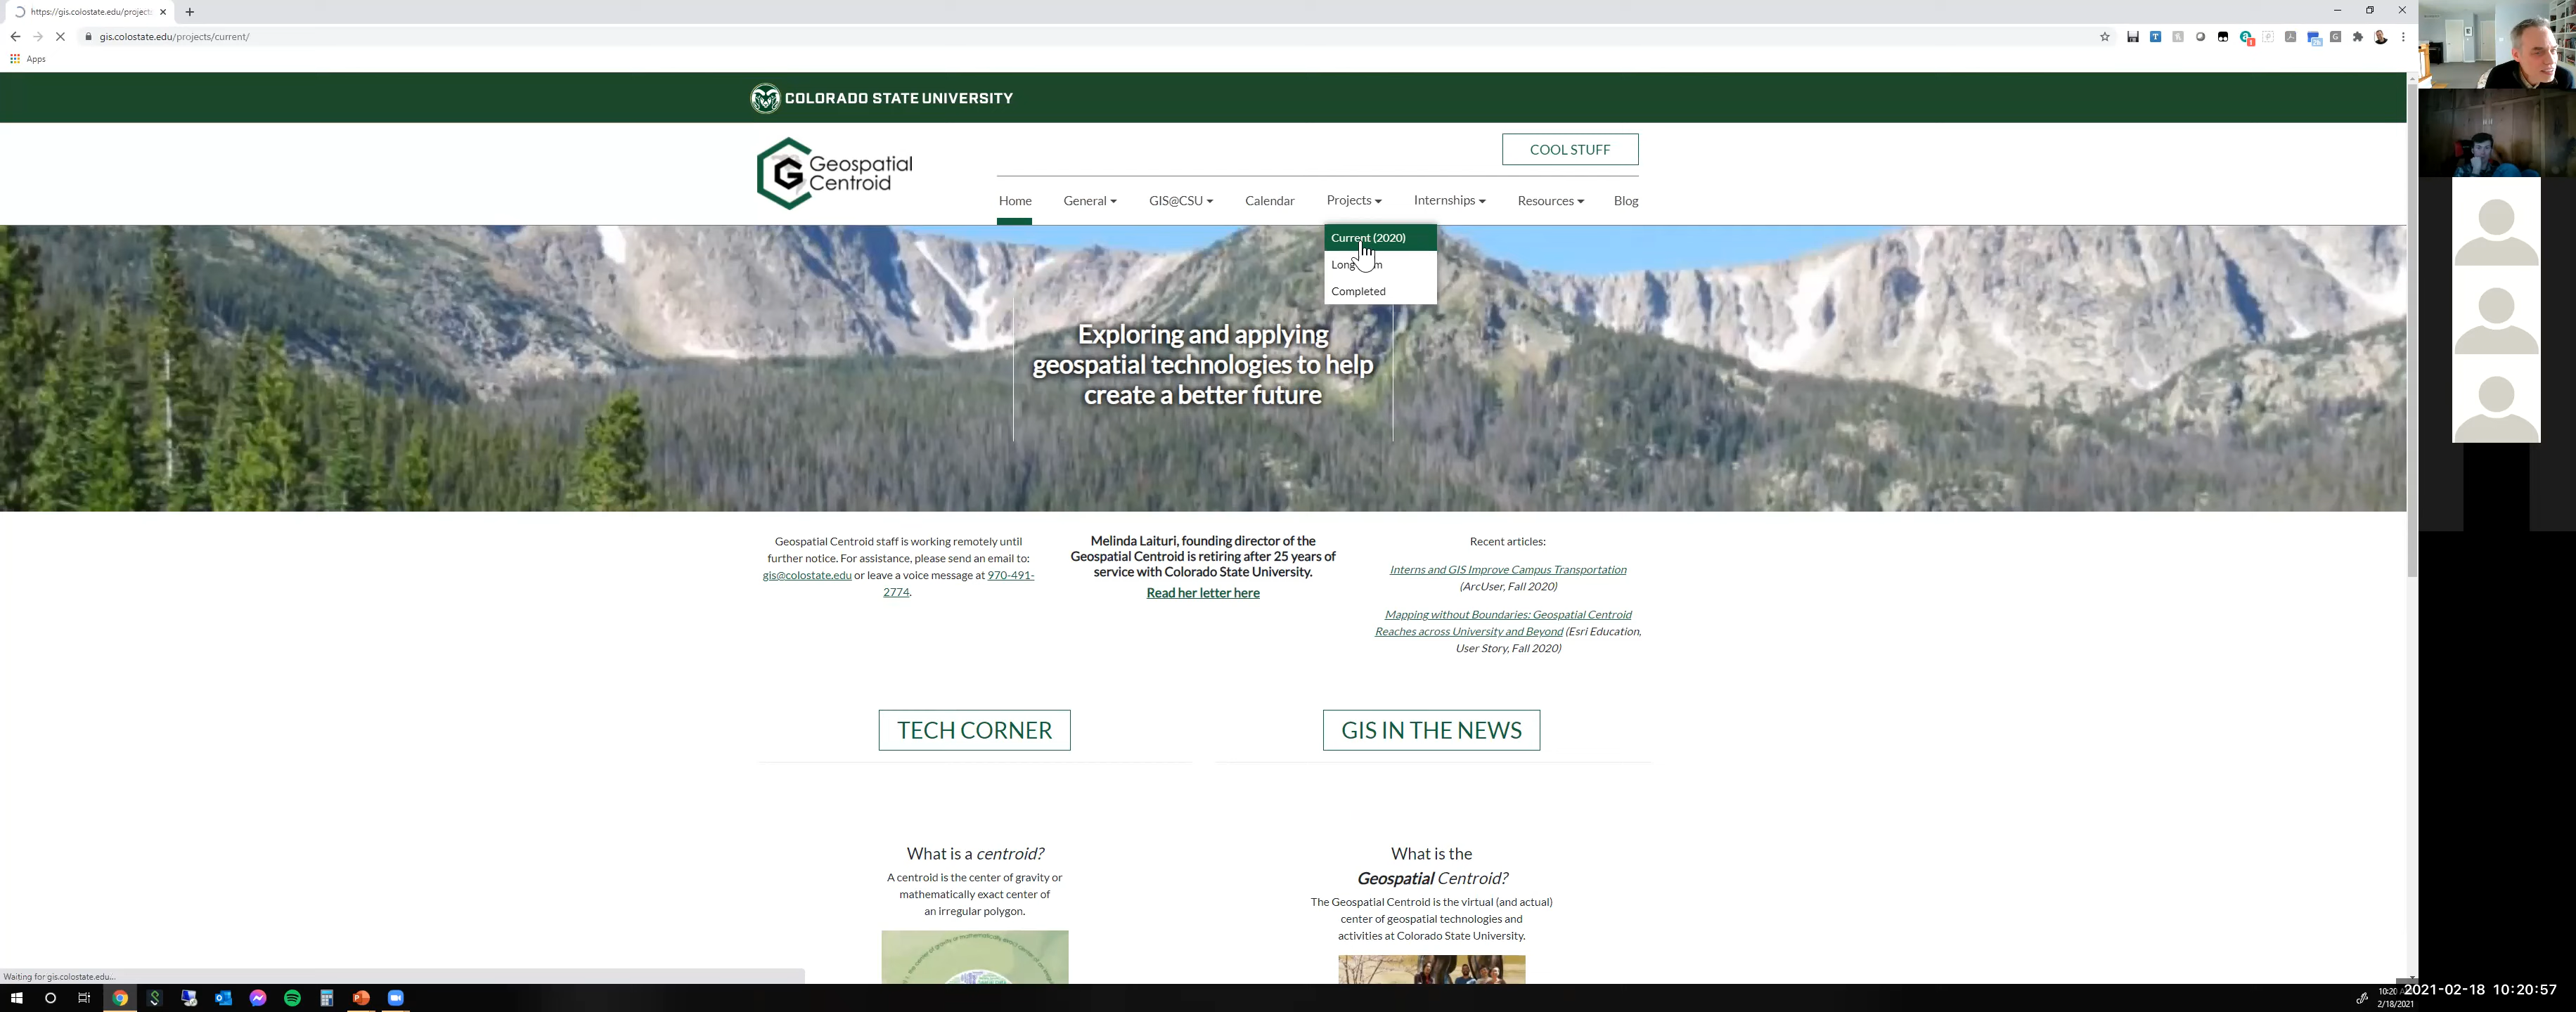 https://gis.colostate.edu/project
gis.colostate.edu/projects/current/
Apps
COLORADO STATE UNIVERSITY
Geospatial
Centroid
COOL STUFF
Home General GIS@CSU Calendar Projects Internships Resources Blog
Current (2020)
Completed
Exploring and applying
geospatial technologies to help
create a better future
Geospatial Centroid staff is working remotely until
further notice. For assistance, please send an email to:
gis@colostate.edu or leave a voice message at 970-491-
2774.
Melinda Laituri, founding director of the
Geospatial Centroid is retiring after 25 years of
service with Colorado State University.
Read her letter here
Recent articles:
Interns and GIS Improve Campus Transportation
(ArcUser, Fall 2020)
Mapping without Boundaries: Geospatial Centroid
Reaches across University and Beyond (Esri Education,
User Story, Fall 2020)
TECH CORNER
GIS IN THE NEWS
What is a centroid?
A centroid is the center of gravity or
mathematically exact center of
an irregular polygon.
What is the
Geospatial Centroid?
The Geospatial Centroid is the virtual (and actual)
center of geospatial technologies and
activities at Colorado State University.
Waiting for gis.colostate.edu...
10:20
2/18/2021
2021-02-18 10:20:57